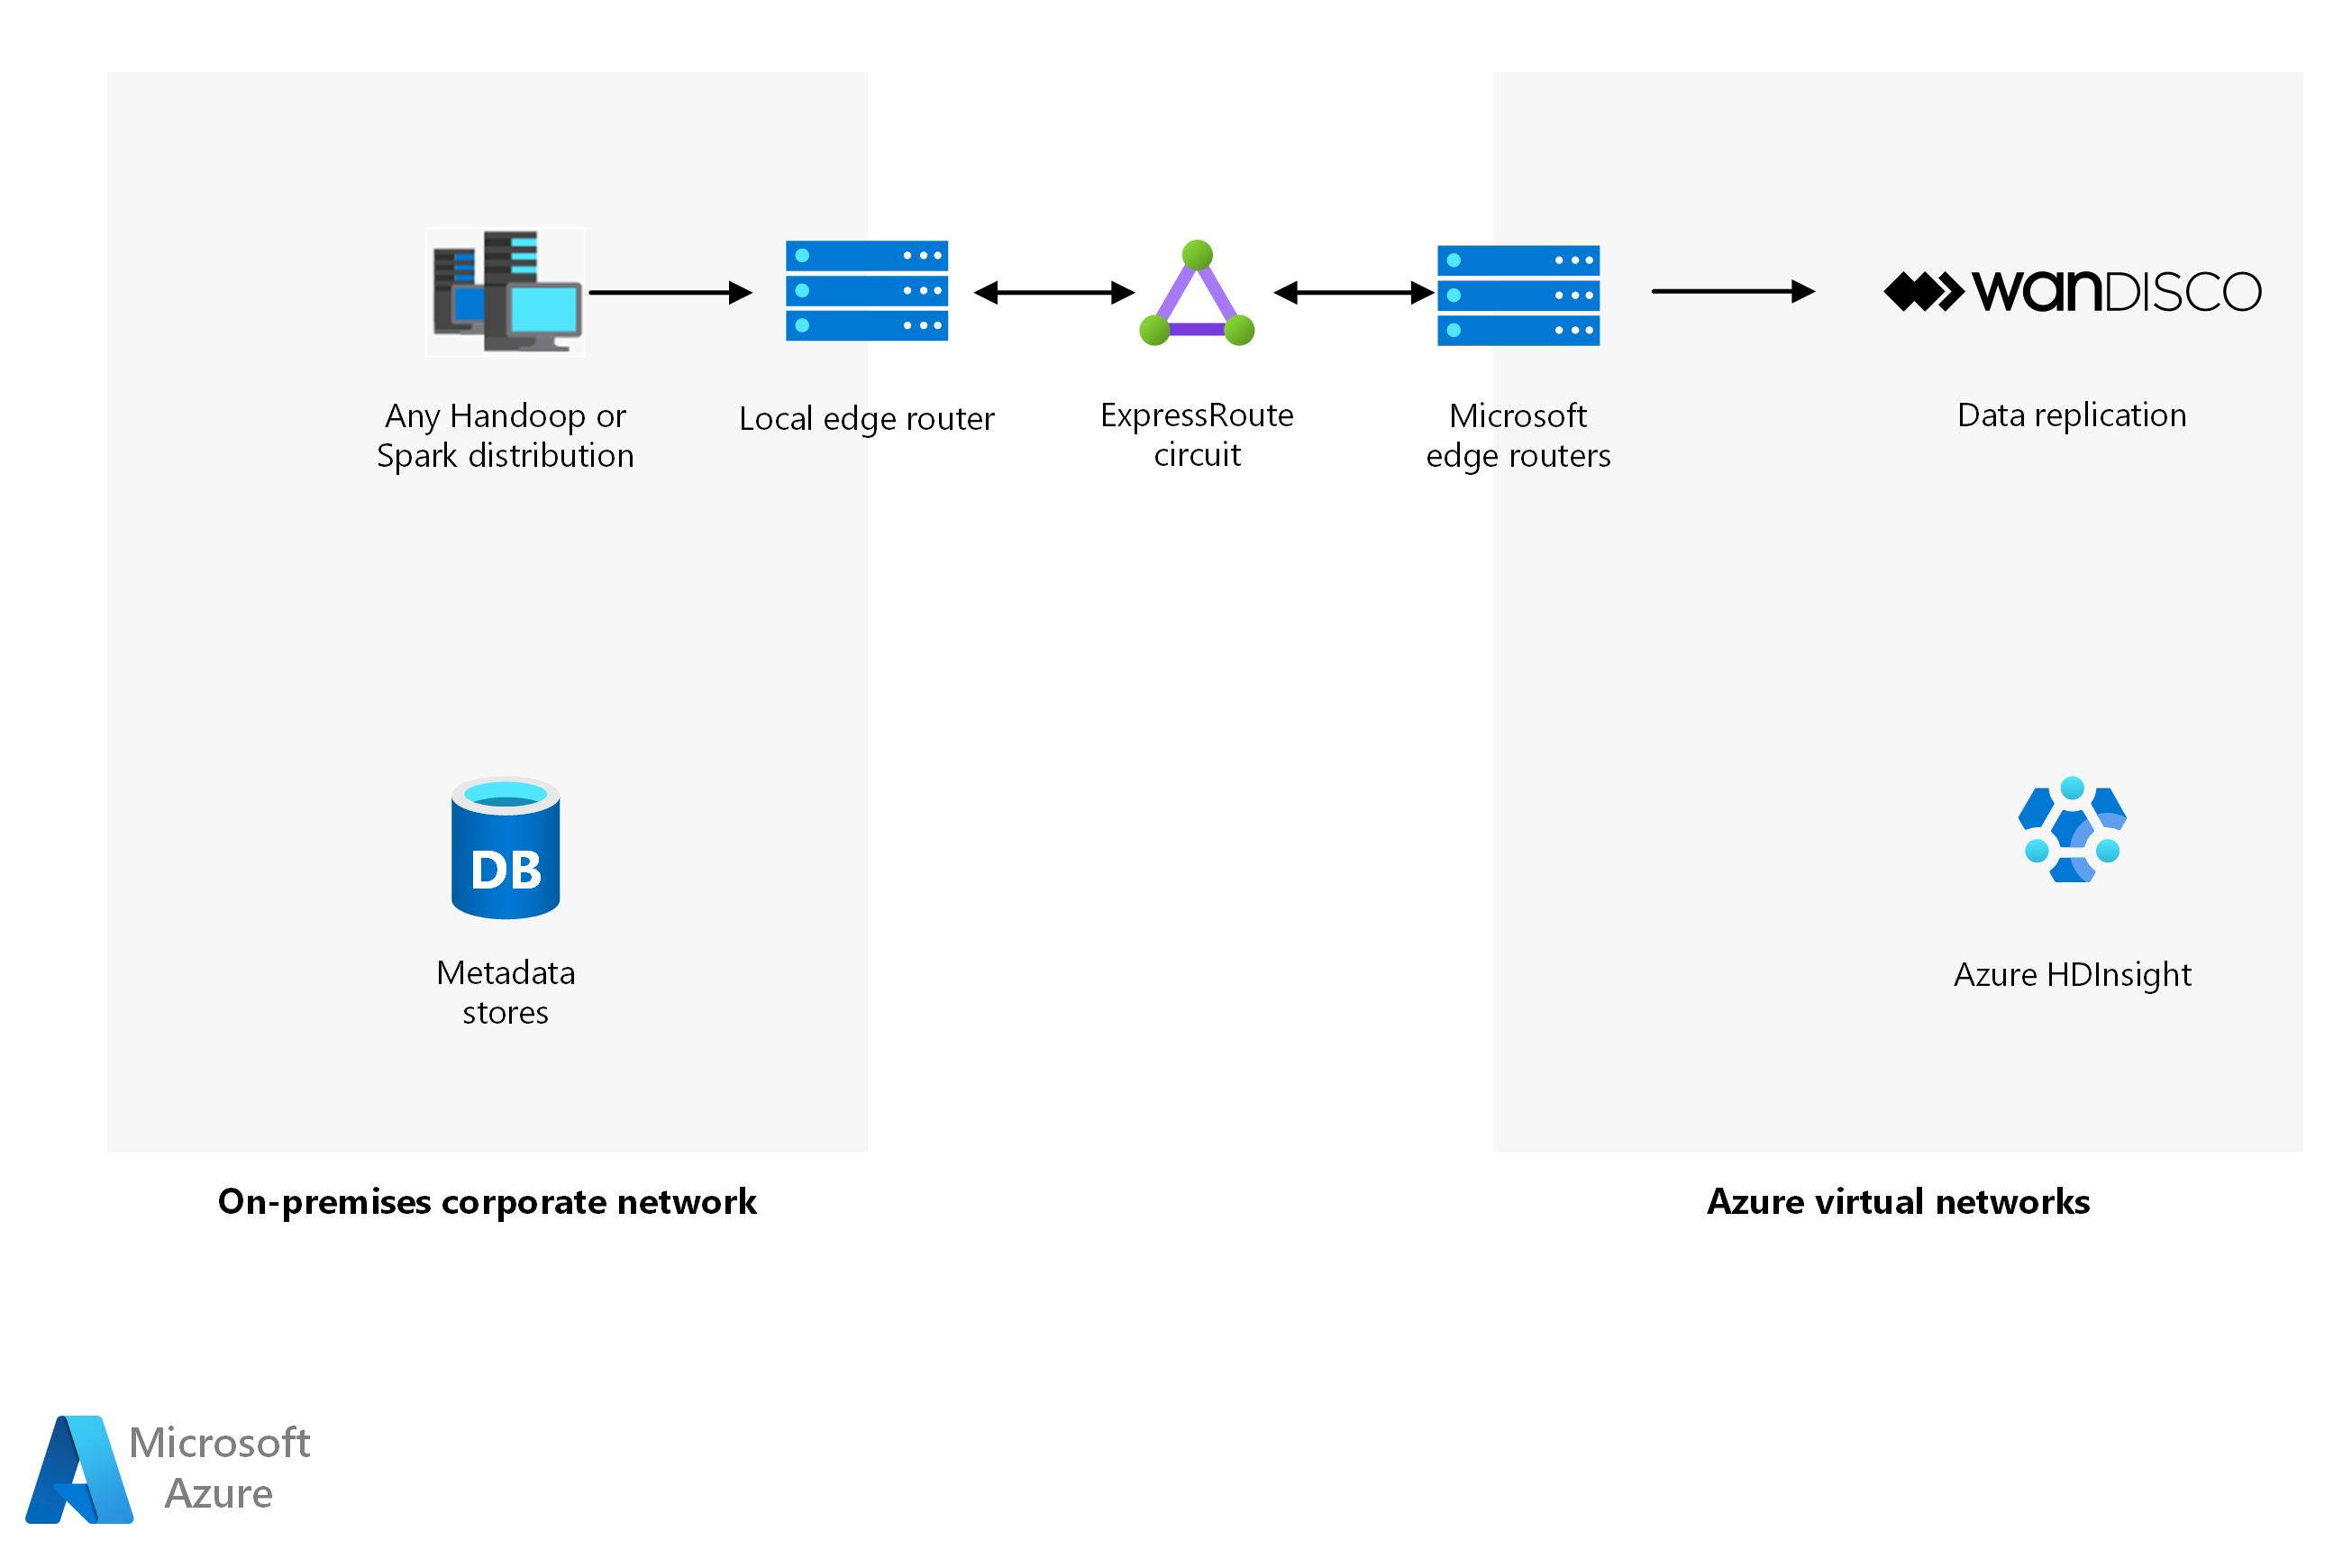 wanDISCO
Any Handoop or
Spark distribution
Local edge router
ExpressRoute
circuit
Microsoft
edge routers
Data replication
DB
Metadata
stores
Azure HDInsight
On-premises corporate network
Azure virtual networks
Microsoft
Azure